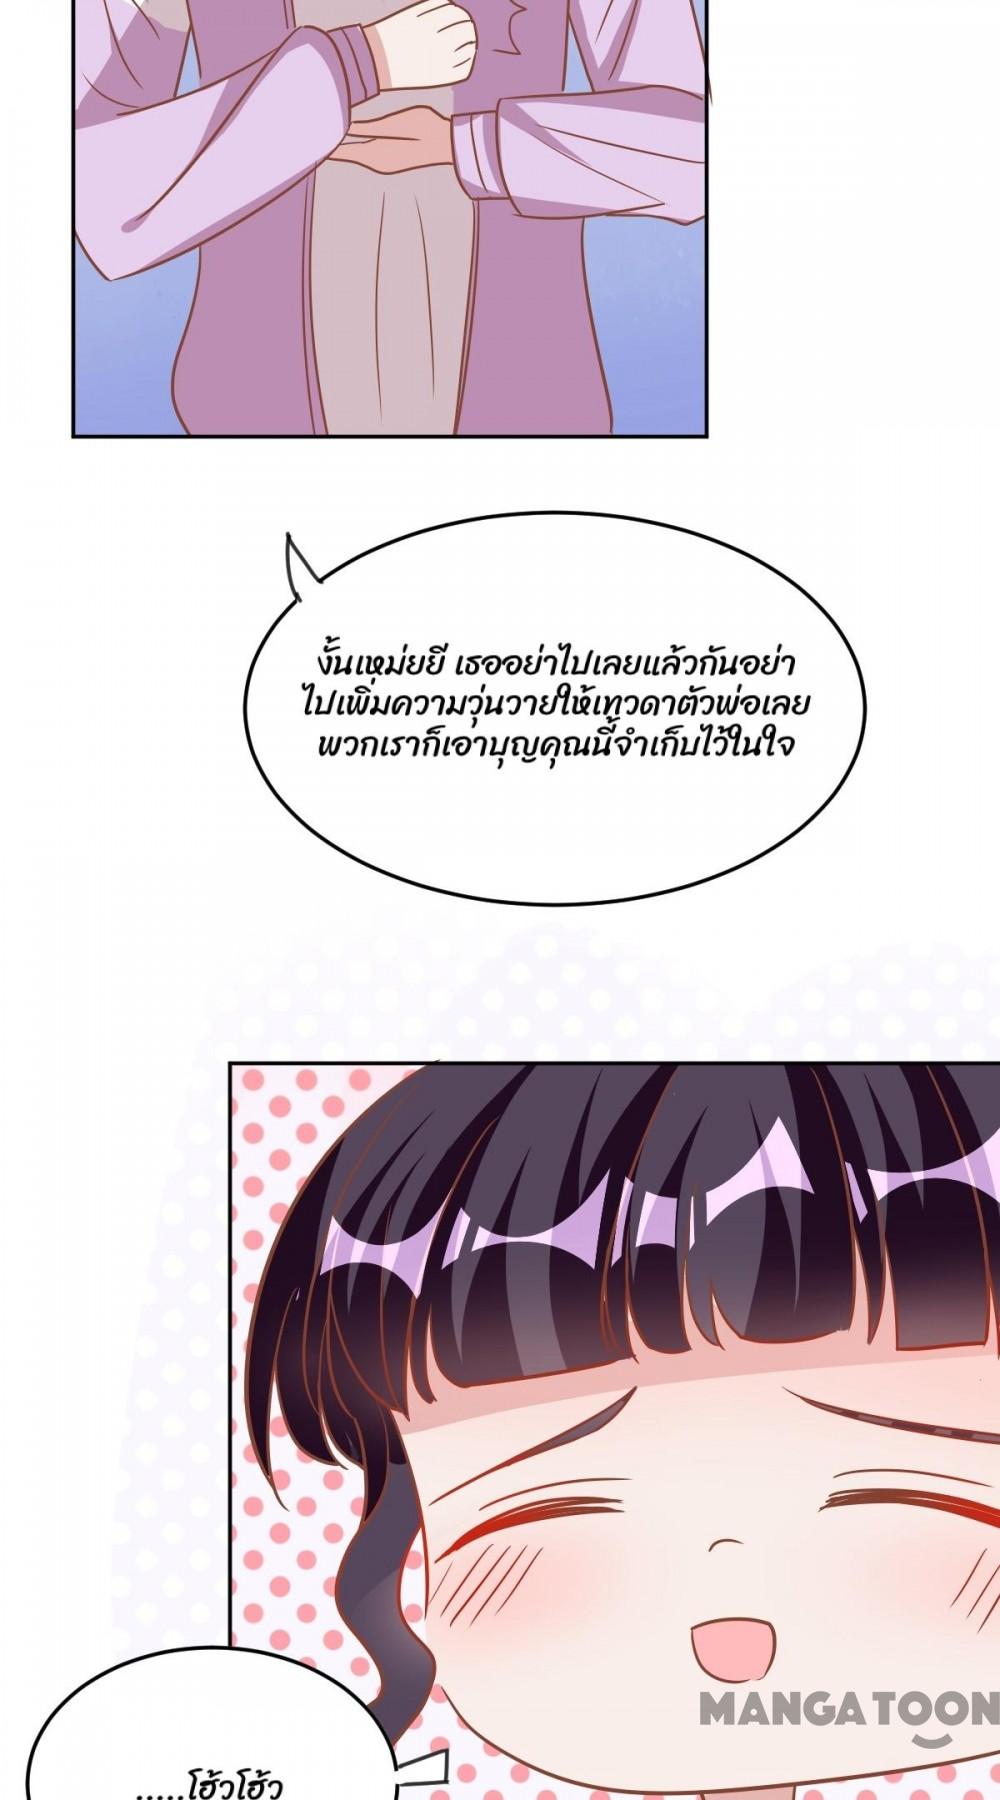 งั้นเหม่ยยี เธออย่าไปเลยแล้วกันอย่า
ไปเพิ่มความวุ่นวายให้เทวดาตัวพ่อเลย
พวกเราก็เอาบุญคุณนี้จำเก็บไว้ในใจ
MANGATOON
.....โฮ้วโฮ้ว